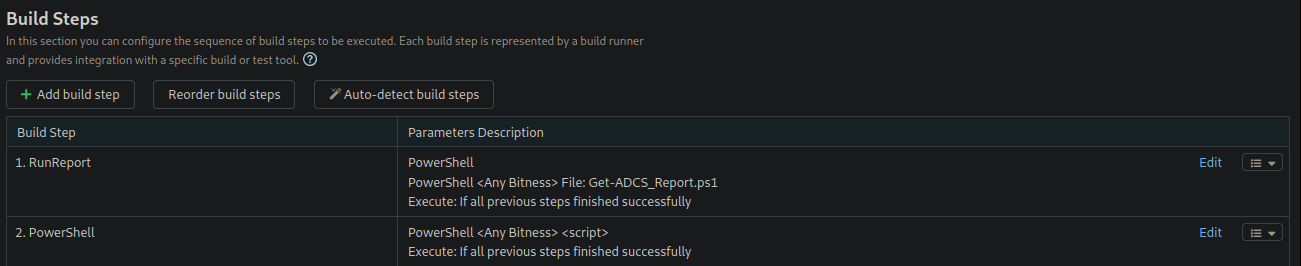 Build Steps
In this section you can configure the sequence of build steps to be executed. Each build step is represented by a build runner
and provides integration with a specific build or test tool. ?
+ Add build step
Reorder build steps
Auto-detect build steps
Build Step
Parameters Description
1. RunReport
PowerShell
PowerShell <Any Bitness> File: Get-ADCS_Report.ps1
Execute: If all previous steps finished successfully
Edit
2. PowerShell
PowerShell <Any Bitness> <script>
Execute: If all previous steps finished successfully
Edit